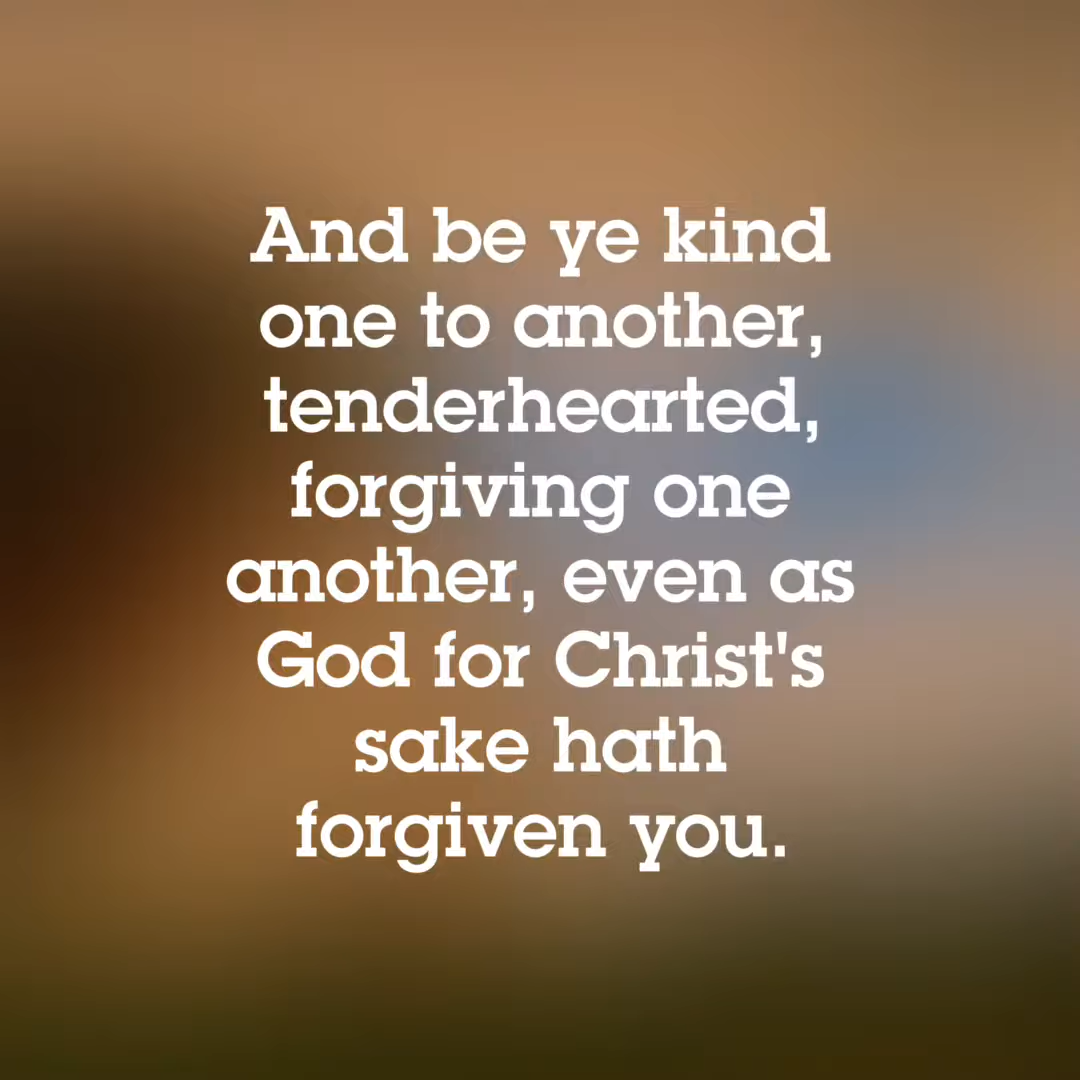 And be ye kind
one to another,
tenderhearted,
forgiving one
another, even as
God for Christ's
sake hath
forgiven you.